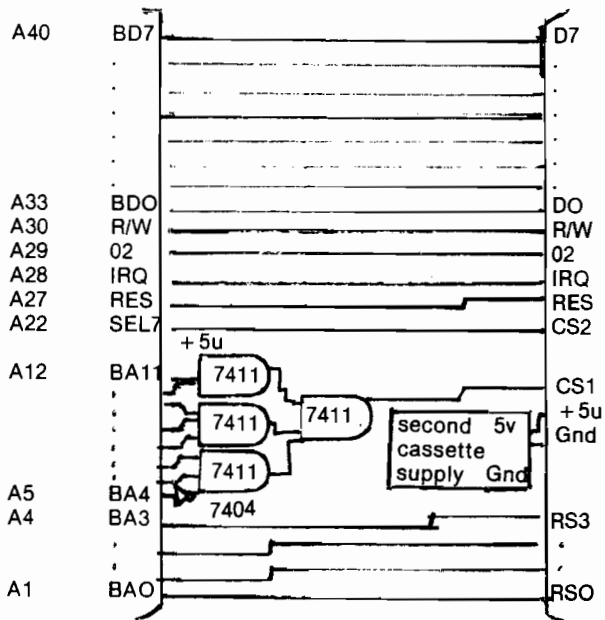 A40 BD7 D7
A33 BDO DO
A30 R/W R/W
A29 02 02
A28 IRQ IRQ
A27 RES RES
A22 SEL7 CS2
+5u
A12 BA11 7411 7411 CS1
+5u
7411 second 5v Gnd
cassette
7411 supply Gnd
A5 BA4
7404
A4 BA3 RS3
A1 BAO RSO